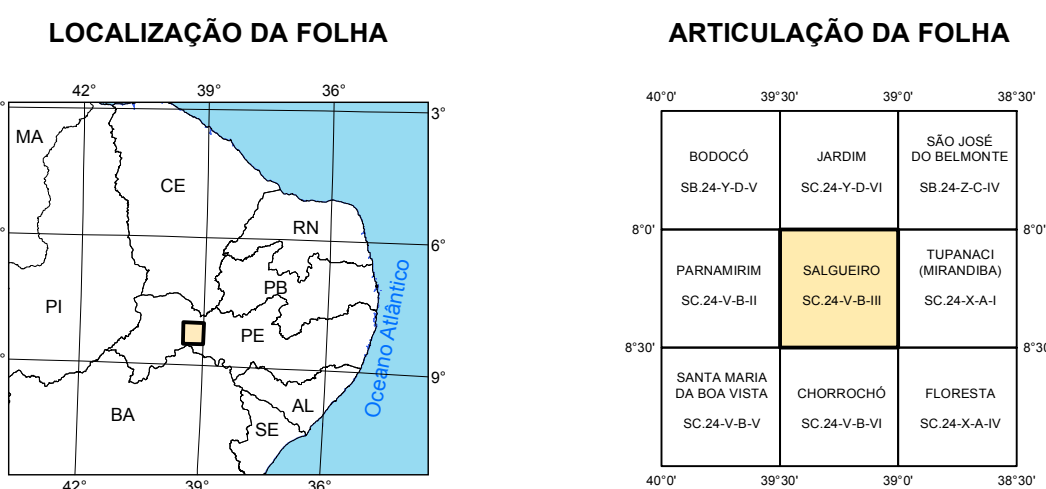 LOCALIZAÇÃO DA FOLHA
42° 39° 36°
3°
MA
CE
RN
6°
PB
PI
PE
Oceano Atlântico
9°
BA
AL
SE
42° 39° 36°
ARTICULAÇÃO DA FOLHA
40°0' 39°30' 39°0' 38°30'
BODOCÓ
SB.24-Y-D-V
JARDIM
SC.24-Y-D-VI
SÃO JOSÉ
DO BELMONTE
SB.24-Z-C-IV
8°0' 8°0'
PARNAMIRIM
SC.24-V-B-II
SALGUEIRO
SC.24-V-B-III
TUPANACI
(MIRANDIBA)
SC.24-X-A-I
8°30' 8°30
SANTA MARIA
DA BOA VISTA
SC.24-V-B-V
CHORROCHÓ
SC.24-V-B-VI
FLORESTA
SC.24-X-A-IV
40°0' 39°30' 39°0' 38°30'